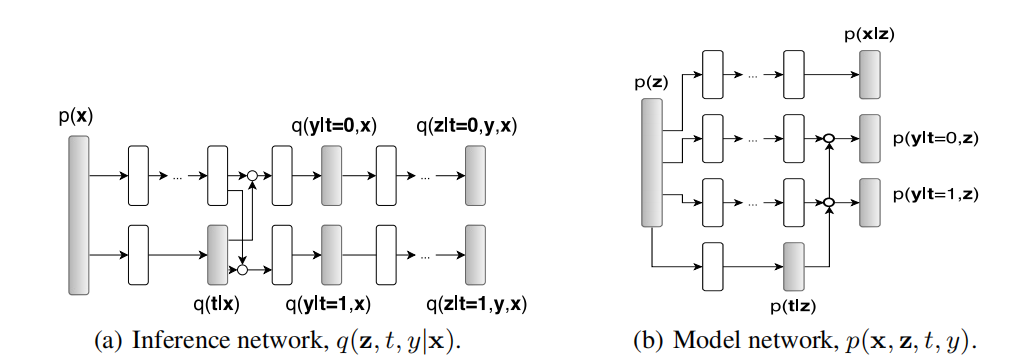 p(x)
q(y|t=0,x)
q(z|t=0,y,x)
...
...
q(t|x)
q(y|t=1,x)
q(z|t=1,y,x)
...
(a) Inference network, q(z, t, y|x).
p(z)
p(x|z)
...
...
p(y|t=0,z)
...
p(y|t=1,z)
p(t|z)
(b) Model network, p(x, z, t, y).